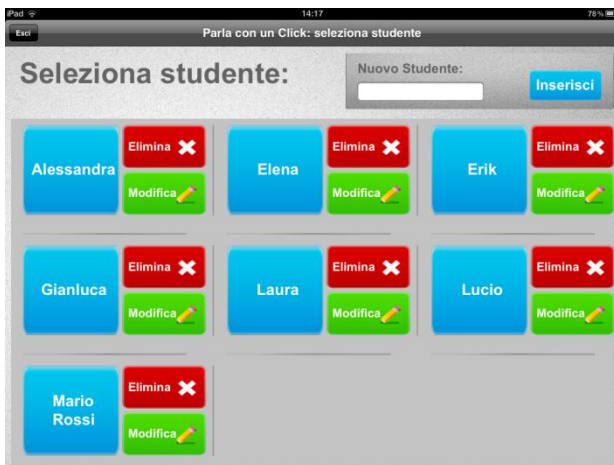 iPad 14:17 78%
Esci Parla con un Click: seleziona studente
Seleziona studente:
Nuovo Studente:
Inserisci
Alessandra
Elimina
Modifica
Elena
Elimina
Modifica
Erik
Elimina
Modifica
Gianluca
Elimina
Modifica
Laura
Elimina
Modifica
Lucio
Elimina
Modifica
Mario
Rossi
Elimina
Modifica